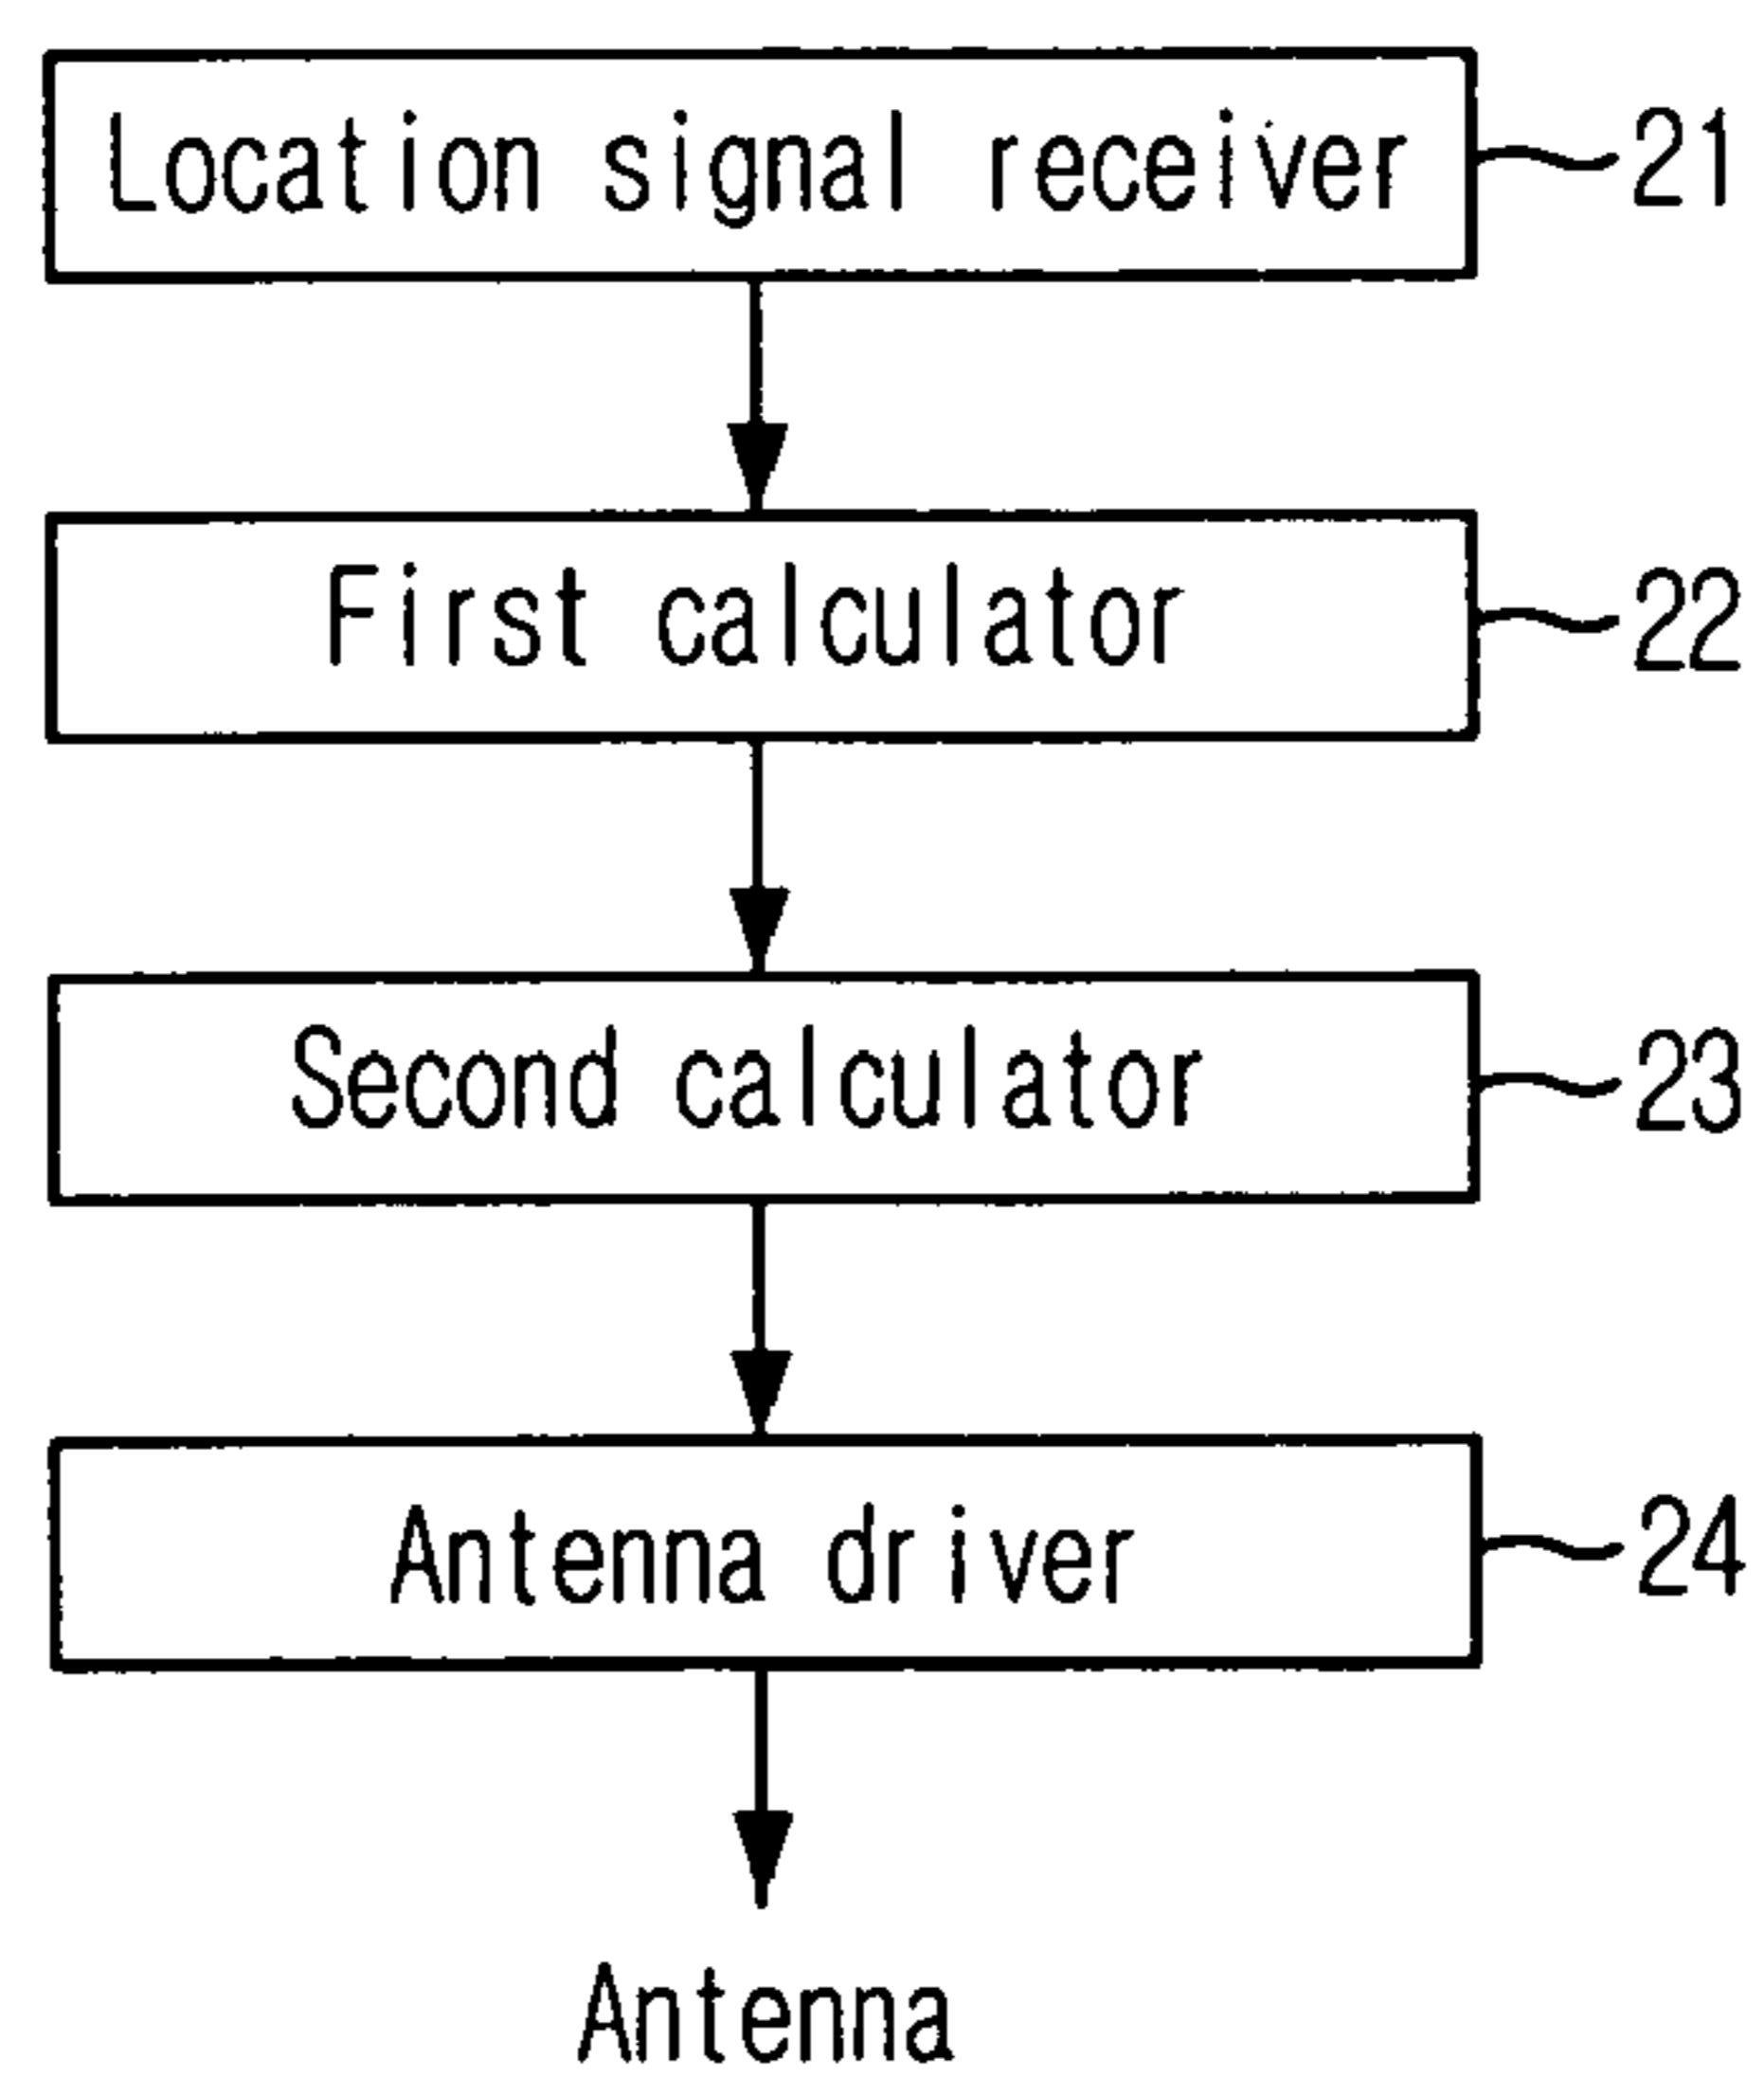 Location signal receiver 21
First calculator 22
Second calculator 23
Antenna driver 24
Antenna